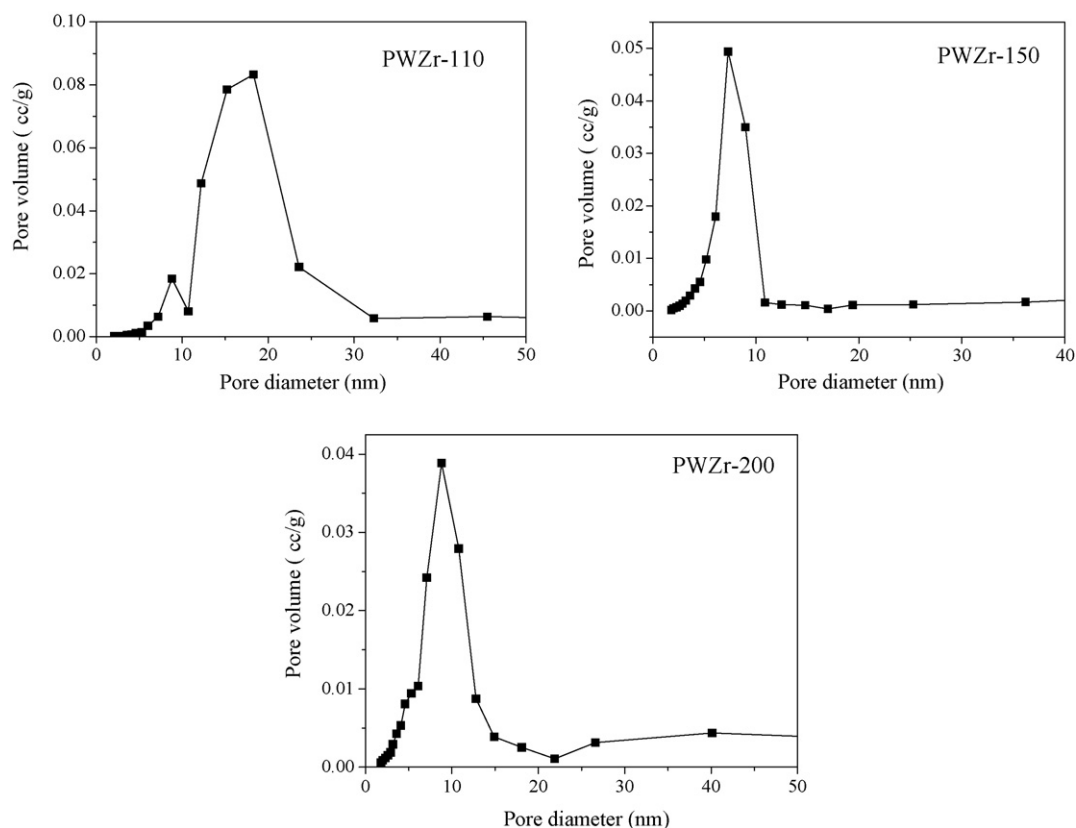 0.10
PWZr-110
0.08
0.06
0.04
0.02
0.00
Pore volume ( cc/g)
0 10 20 30 40 50
Pore diameter (nm)
0.05
PWZr-150
0.04
0.03
0.02
0.01
0.00
Pore volume ( cc/g)
0 10 20 30 40
Pore diameter (nm)
0.04
PWZr-200
0.03
0.02
0.01
0.00
Pore volume ( cc/g)
0 10 20 30 40 50
Pore diameter (nm)